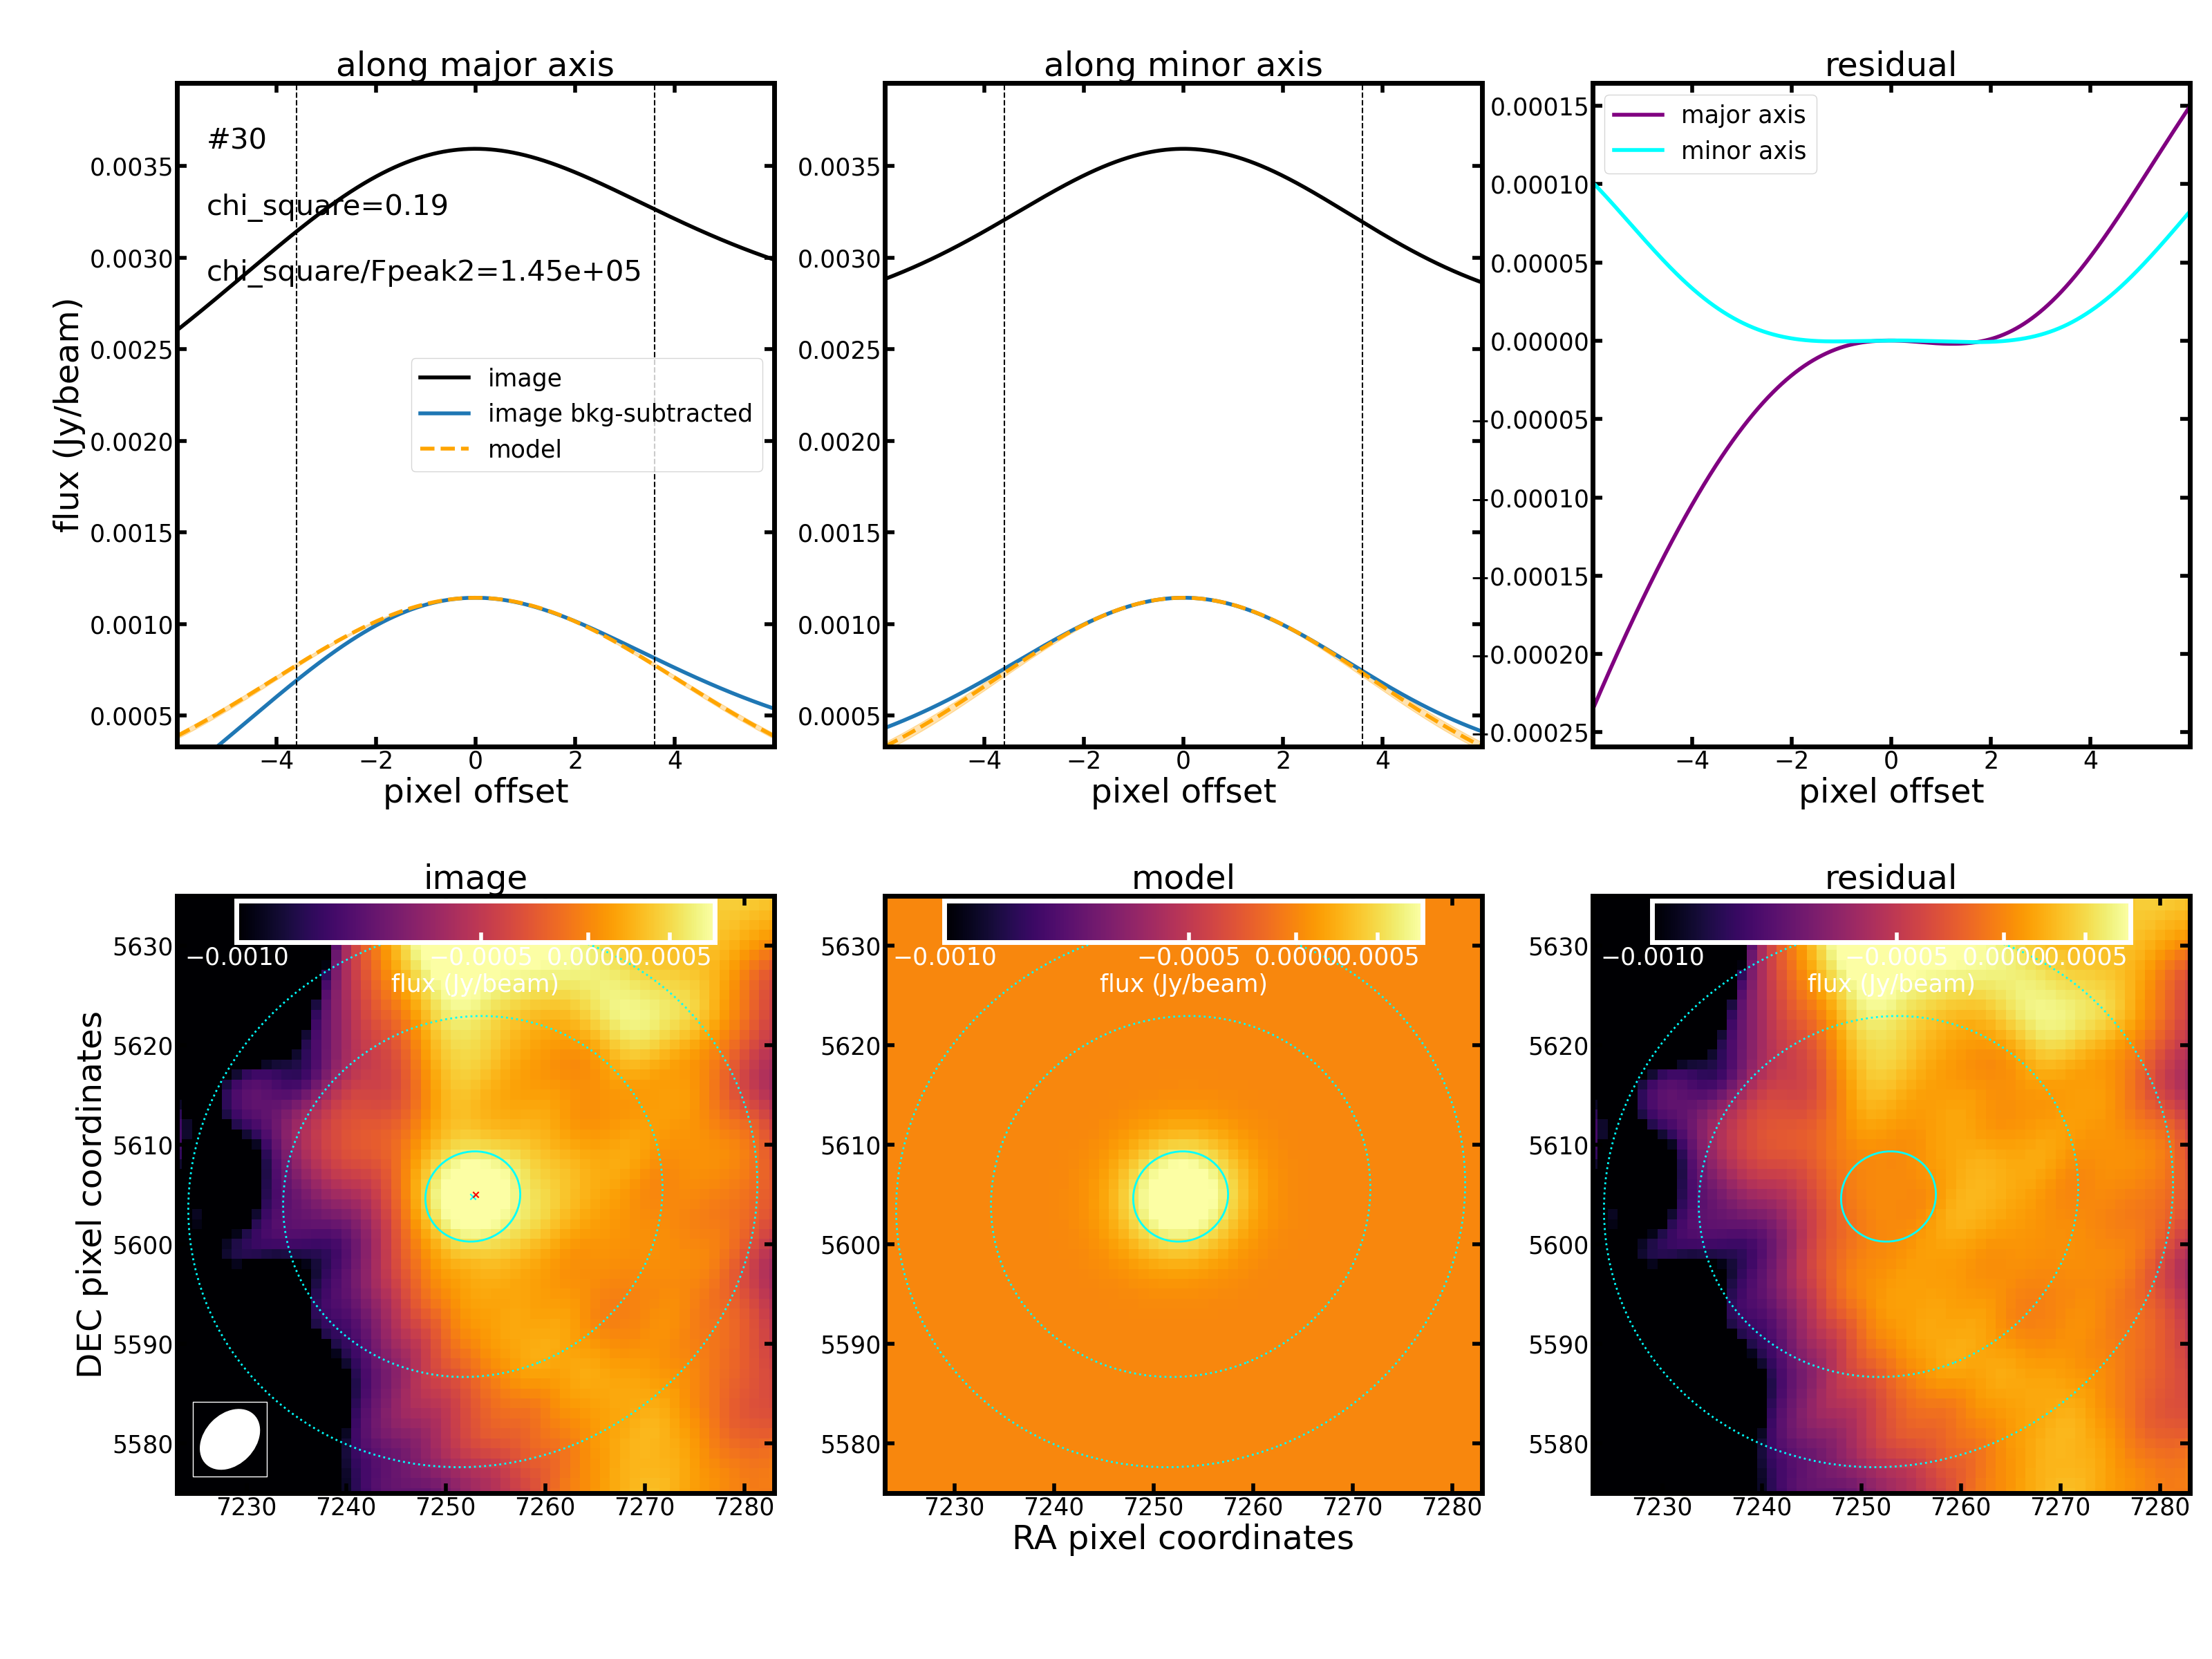 along major axis
along minor axis
residual
#30
chi_square=0.19
chi_square/Fpeak2=1.45e+05
image
image bkg-subtracted
model
flux (Jy/beam)
0.0035
0.0030
0.0025
0.0020
0.0015
0.0010
0.0005
−4 −2 0 2 4
pixel offset
0.0035
0.0030
0.0025
0.0020
0.0015
0.0010
0.0005
−4 −2 0 2 4
pixel offset
major axis
minor axis
0.00015
0.00010
0.00005
0.00000
−0.00005
−0.00010
−0.00015
−0.00020
−0.00025
−4 −2 0 2 4
pixel offset
image
model
residual
−0.0010 −0.0005 0.0000 0.0005
flux (Jy/beam)
−0.0010 −0.0005 0.0000 0.0005
flux (Jy/beam)
−0.0010 −0.0005 0.0000 0.0005
flux (Jy/beam)
DEC pixel coordinates
5630
5620
5610
5600
5590
5580
7230 7240 7250 7260 7270 7280
5630
5620
5610
5600
5590
5580
7230 7240 7250 7260 7270 7280
5630
5620
5610
5600
5590
5580
7230 7240 7250 7260 7270 7280
RA pixel coordinates